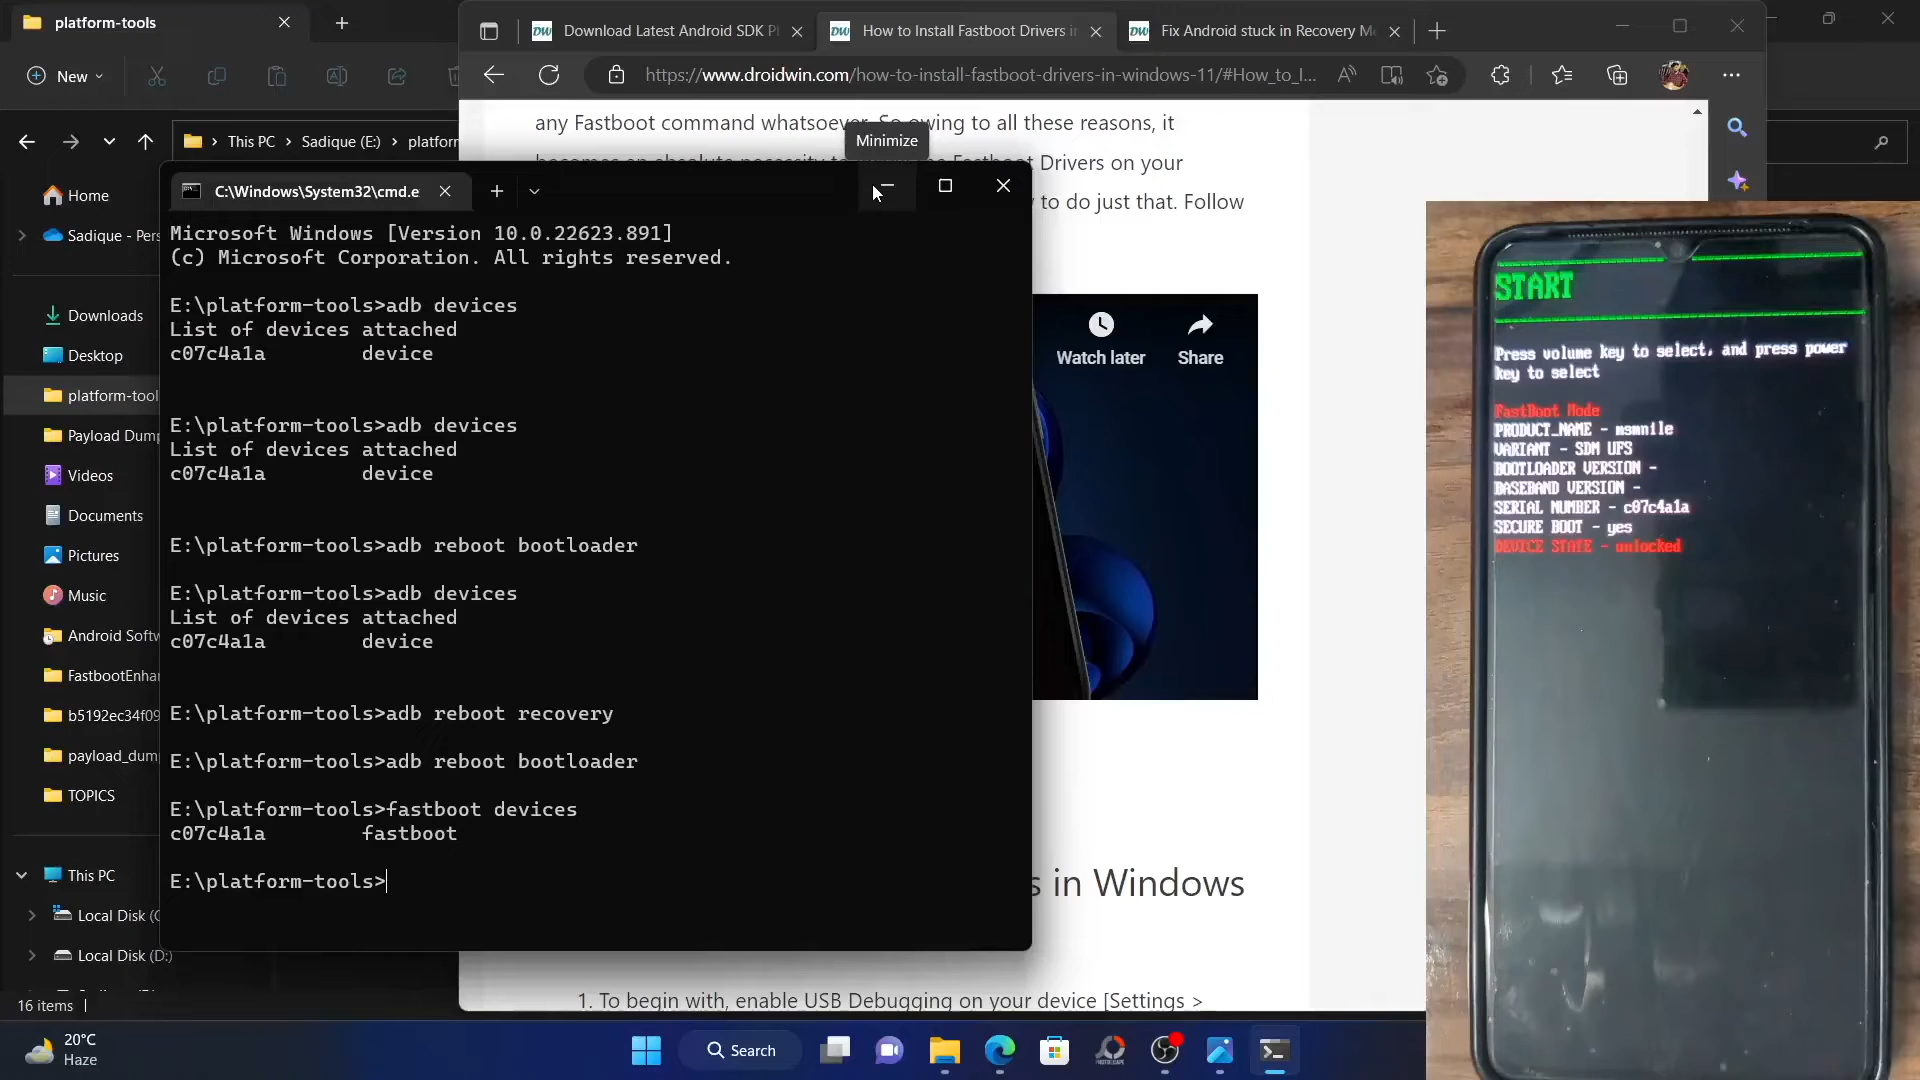 platform-tools
New
This PC > Sadique (E:) > platforr
Home
Sadique - Pers
Downloads
Desktop
platform-tool
Payload Dump
Videos
Documents
Pictures
Music
Android Softw
FastbootEnha
b5192ec34f09
payload_dum
TOPICS
This PC
Local Disk (C
Local Disk (D:)
16 items
Download Latest Android SDK Pl
How to Install Fastboot Drivers in
Fix Android stuck in Recovery Mo
https://www.droidwin.com/how-to-install-fastboot-drivers-in-windows-11/#How_to_I...
any Fastboot command whatsoever. So owing to all these reasons, it
becomes an absolute necessity to
Fastboot Drivers on your
to do just that. Follow
Minimize
Watch later
Share
s in Windows
1. To begin with, enable USB Debugging on your device [Settings >
C:\Windows\System32\cmd.e
Microsoft Windows [Version 10.0.22623.891]
(c) Microsoft Corporation. All rights reserved.
E:\platform-tools>adb devices
List of devices attached
c07c4a1a device
E:\platform-tools>adb devices
List of devices attached
c07c4a1a device
E:\platform-tools>adb reboot bootloader
E:\platform-tools>adb devices
List of devices attached
c07c4a1a device
E:\platform-tools>adb reboot recovery
E:\platform-tools>adb reboot bootloader
E:\platform-tools>fastboot devices
c07c4a1a fastboot
E:\platform-tools>
START
Press volume key to select, and press power
key to select
FastBoot Mode
PRODUCT_NAME - msmnile
VARIANT - SDM UFS
BOOTLOADER VERSION -
BASEBAND VERSION -
SERIAL NUMBER - c07c4a1a
SECURE BOOT - yes
DEVICE STATE - unlocked
20°C
Haze
Search